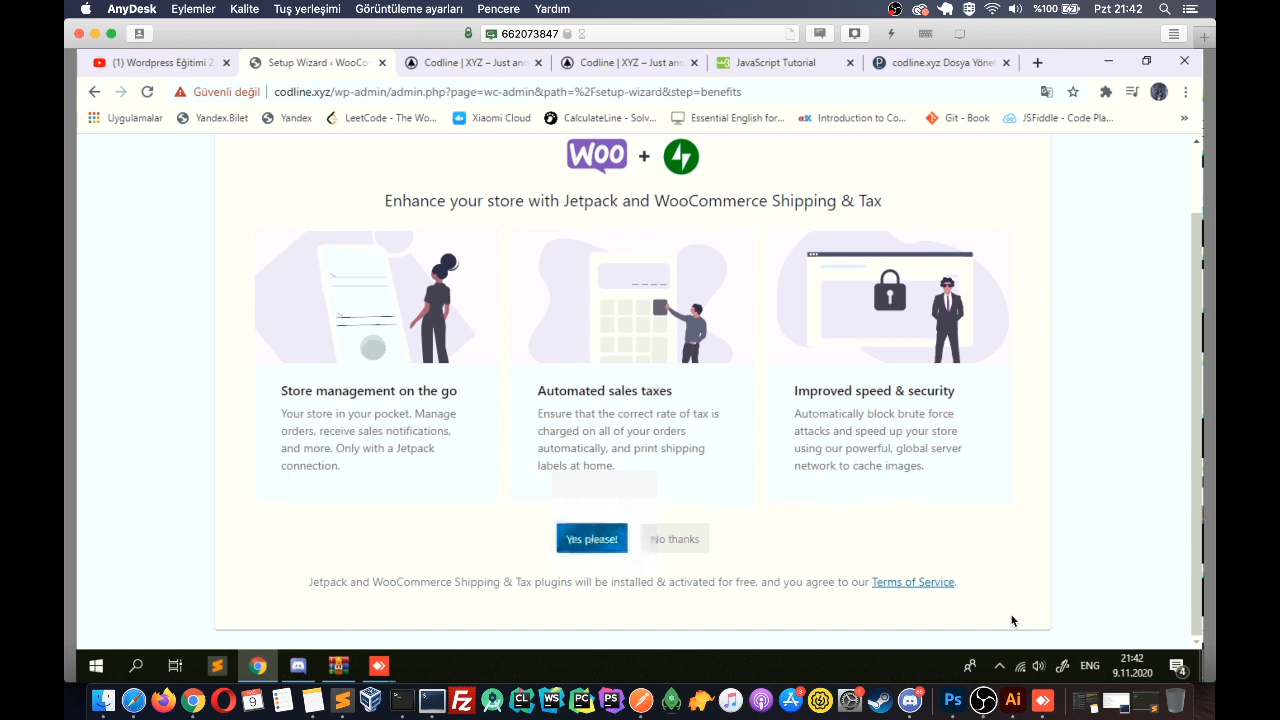 AnyDesk Eylemler Kalite Tuş yerleşimi Görüntüleme ayarları Pencere Yardım %100 Pzt 21:42
662073847
(1) Wordpress Eğitimi 2 Setup Wizard ‹ WooCo Codline | XYZ – Just ano Codline | XYZ – Just ano JavaScript Tutorial codline.xyz Dosya Yönet
Güvenli değil codline.xyz/wp-admin/admin.php?page=wc-admin&path=%2Fsetup-wizard&step=benefits
Uygulamalar Yandex.Bilet Yandex LeetCode - The Wo... Xiaomi Cloud CalculateLine - Solv... Essential English for... Introduction to Co... Git - Book JSFiddle - Code Pla... »
WOO +
Enhance your store with Jetpack and WooCommerce Shipping & Tax
Store management on the go
Your store in your pocket. Manage
orders, receive sales notifications,
and more. Only with a Jetpack
connection.
Automated sales taxes
Ensure that the correct rate of tax is
charged on all of your orders
automatically, and print shipping
labels at home.
Improved speed & security
Automatically block brute force
attacks and speed up your store
using our powerful, global server
network to cache images.
Yes please! No thanks
Jetpack and WooCommerce Shipping & Tax plugins will be installed & activated for free, and you agree to our Terms of Service.
ENG 21:42
9.11.2020 4